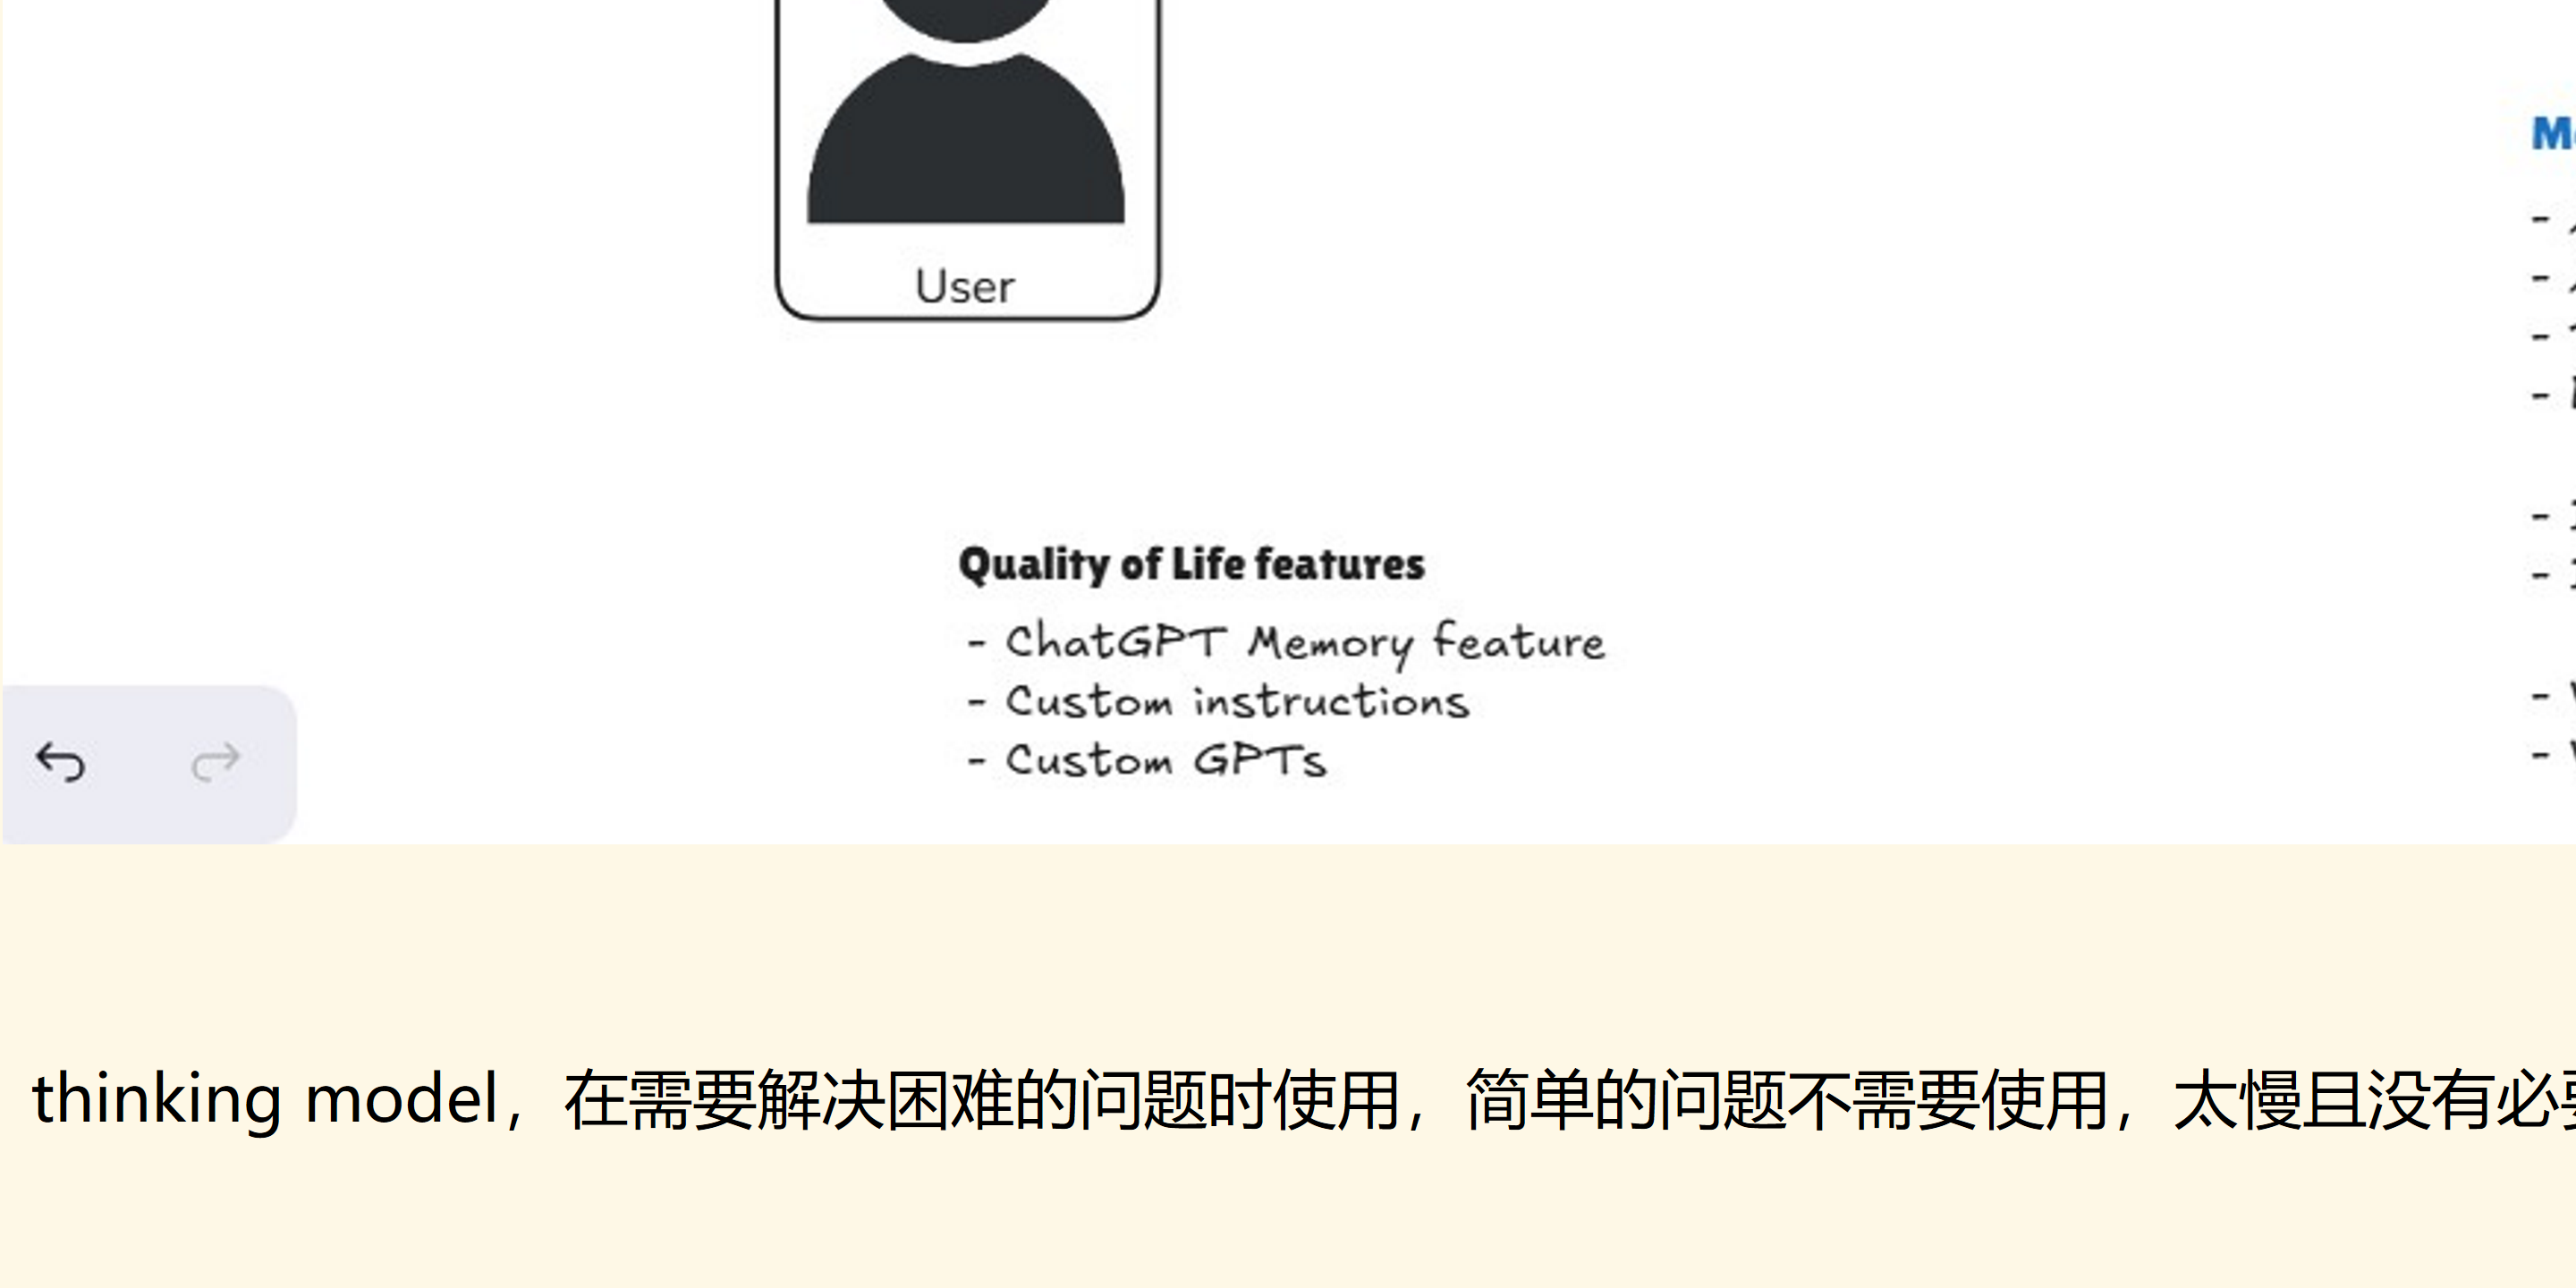 User
Quality of Life features
- ChatGPT Memory feature
- Custom instructions
- Custom GPTs
thinking model，在需要解决困难的问题时使用，简单的问题不需要使用，太慢且没有必